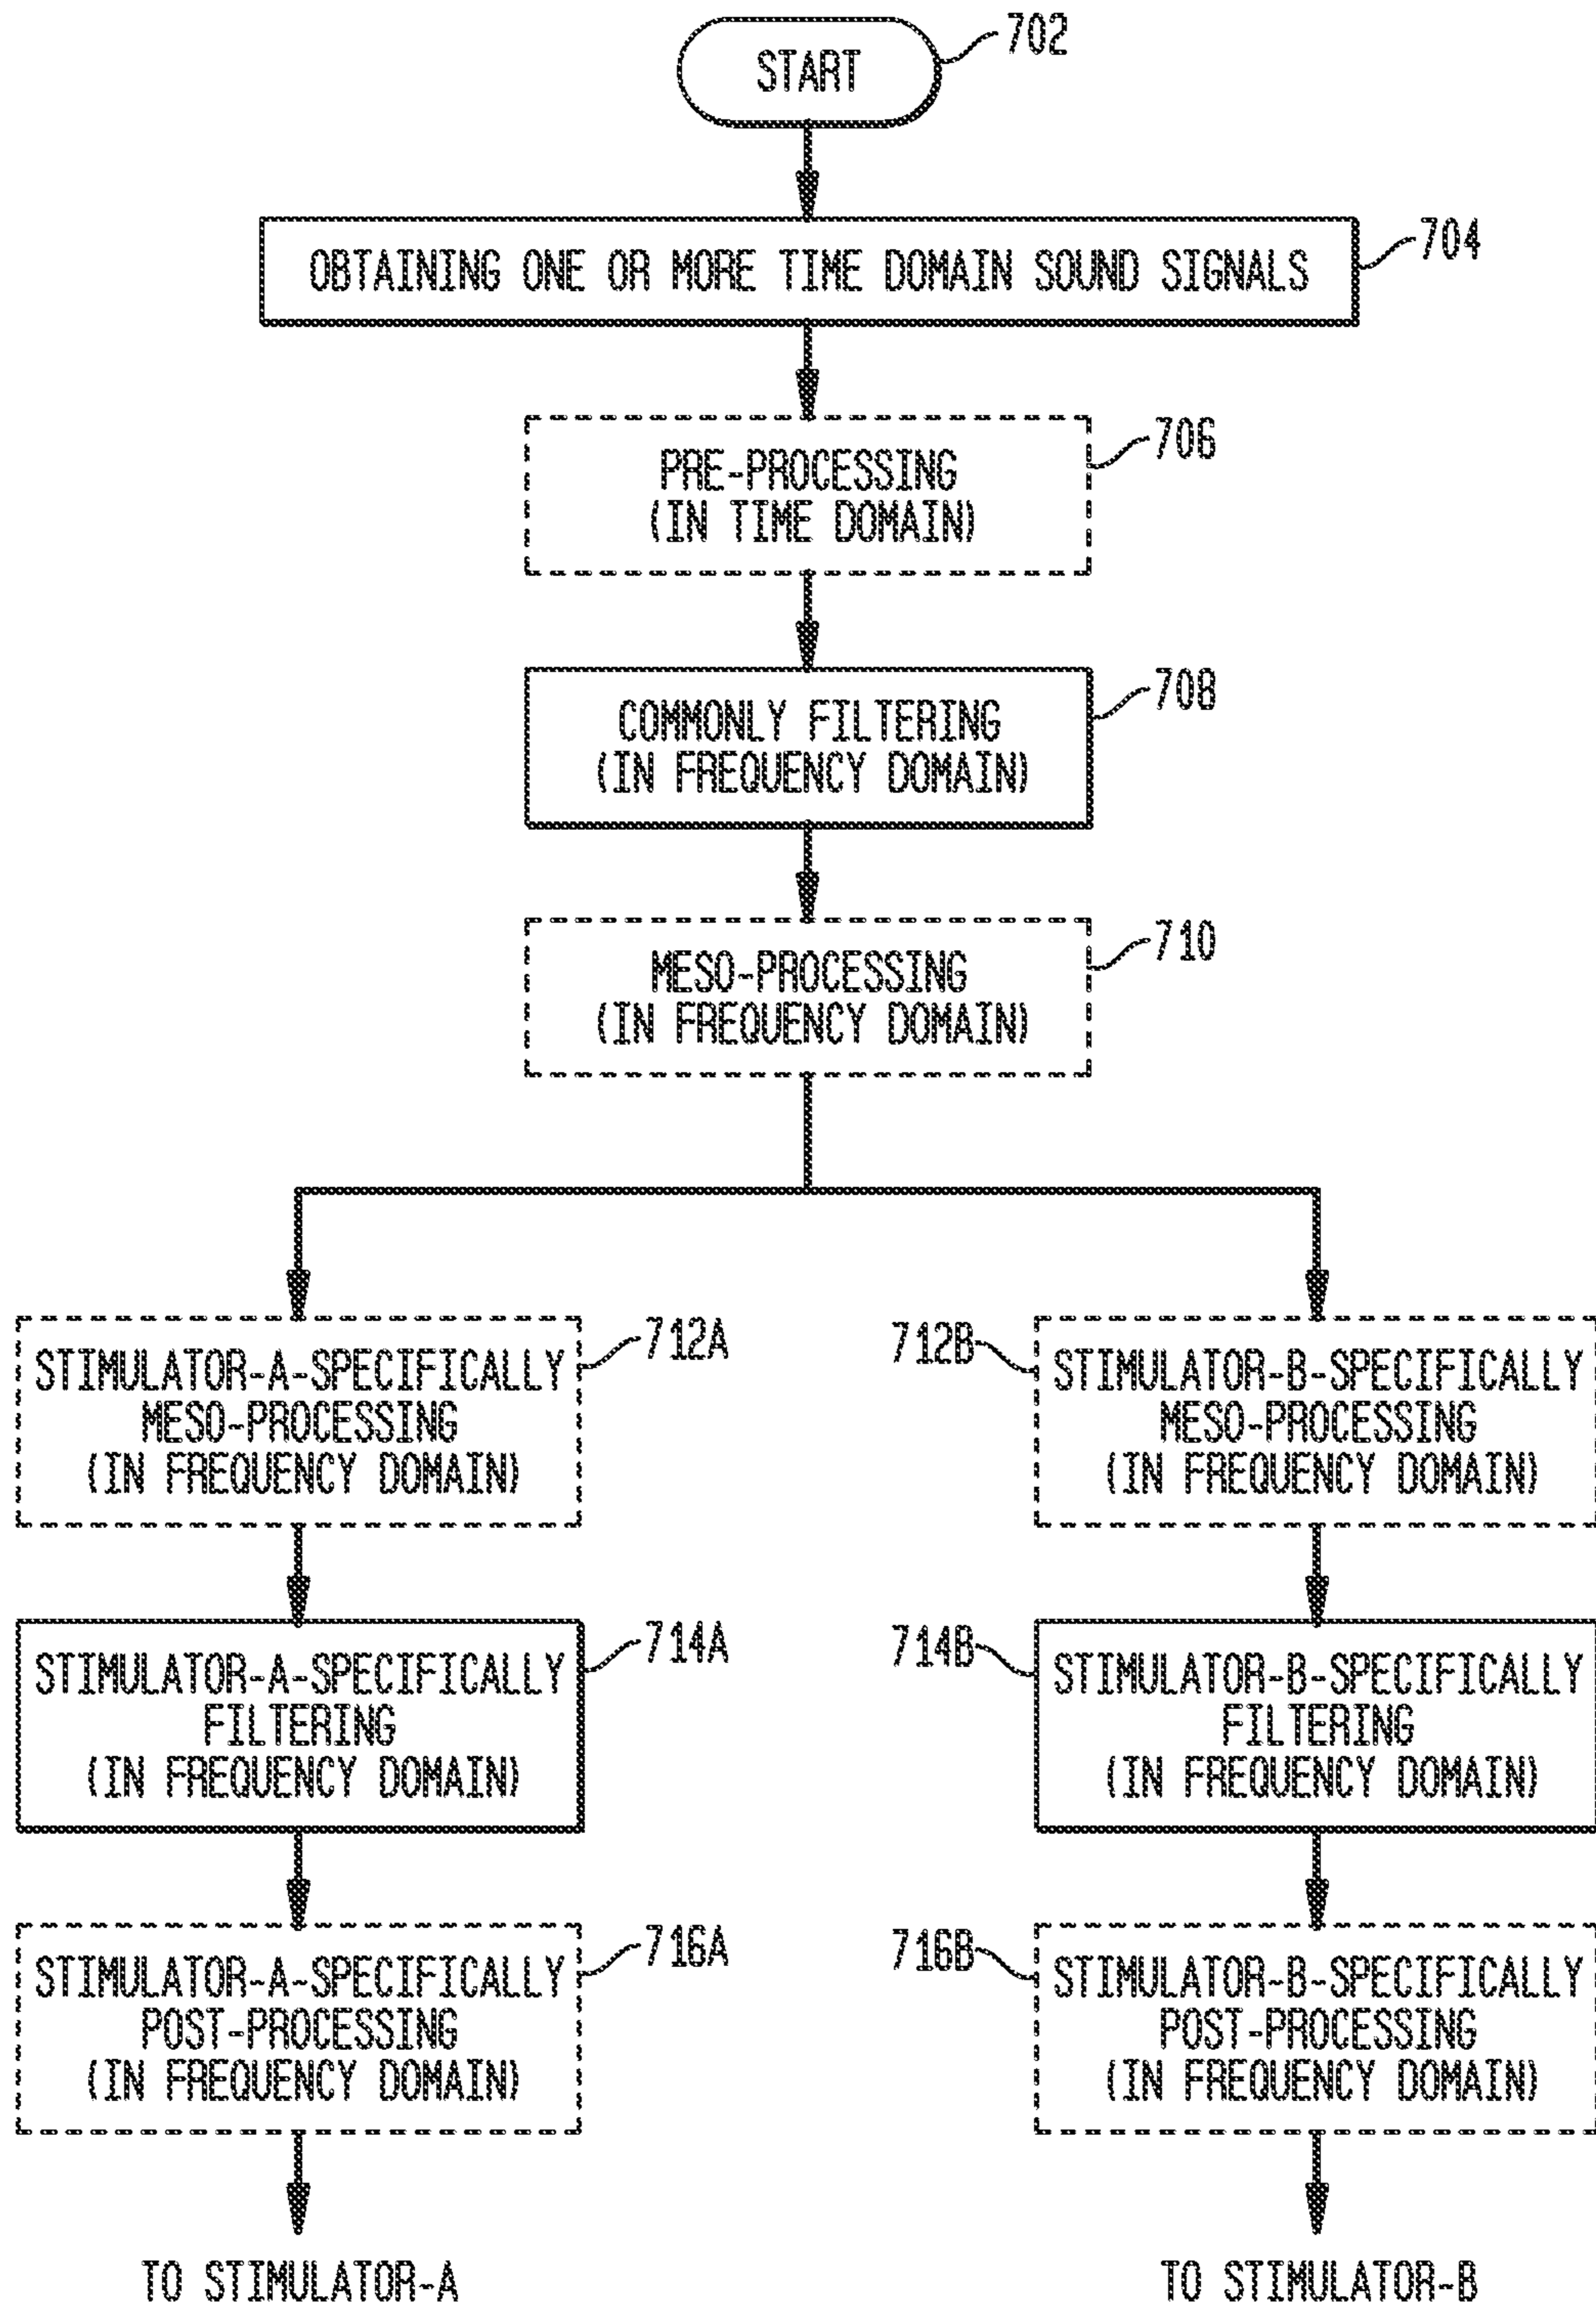 START
702
OBTAINING ONE OR MORE TIME DOMAIN SOUND SIGNALS
704
PRE-PROCESSING
(IN TIME DOMAIN)
706
COMMONLY FILTERING
(IN FREQUENCY DOMAIN)
708
MESO-PROCESSING
(IN FREQUENCY DOMAIN)
710
STIMULATOR-A-SPECIFICALLY
MESO-PROCESSING
(IN FREQUENCY DOMAIN)
712A
712B
STIMULATOR-B-SPECIFICALLY
MESO-PROCESSING
(IN FREQUENCY DOMAIN)
STIMULATOR-A-SPECIFICALLY
FILTERING
(IN FREQUENCY DOMAIN)
714A
714B
STIMULATOR-B-SPECIFICALLY
FILTERING
(IN FREQUENCY DOMAIN)
STIMULATOR-A-SPECIFICALLY
POST-PROCESSING
(IN FREQUENCY DOMAIN)
716A
716B
STIMULATOR-B-SPECIFICALLY
POST-PROCESSING
(IN FREQUENCY DOMAIN)
TO STIMULATOR-A
TO STIMULATOR-B